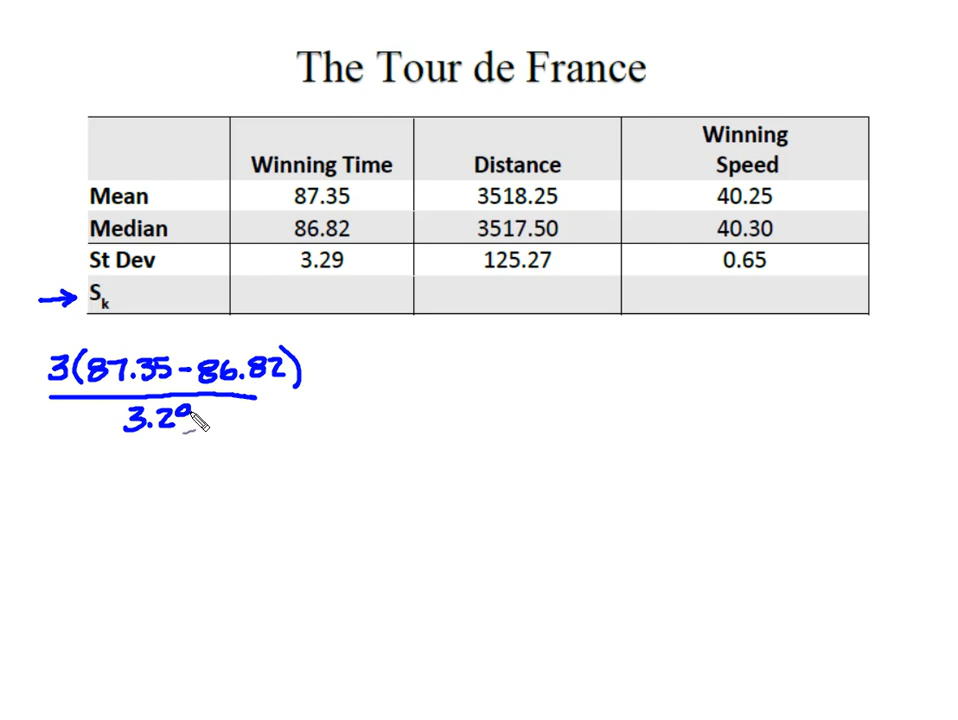 The Tour de France
Winning Time Distance Winning Speed
Mean 87.35 3518.25 40.25
Median 86.82 3517.50 40.30
St Dev 3.29 125.27 0.65
Sk
3(87.35-86.82)
3.29